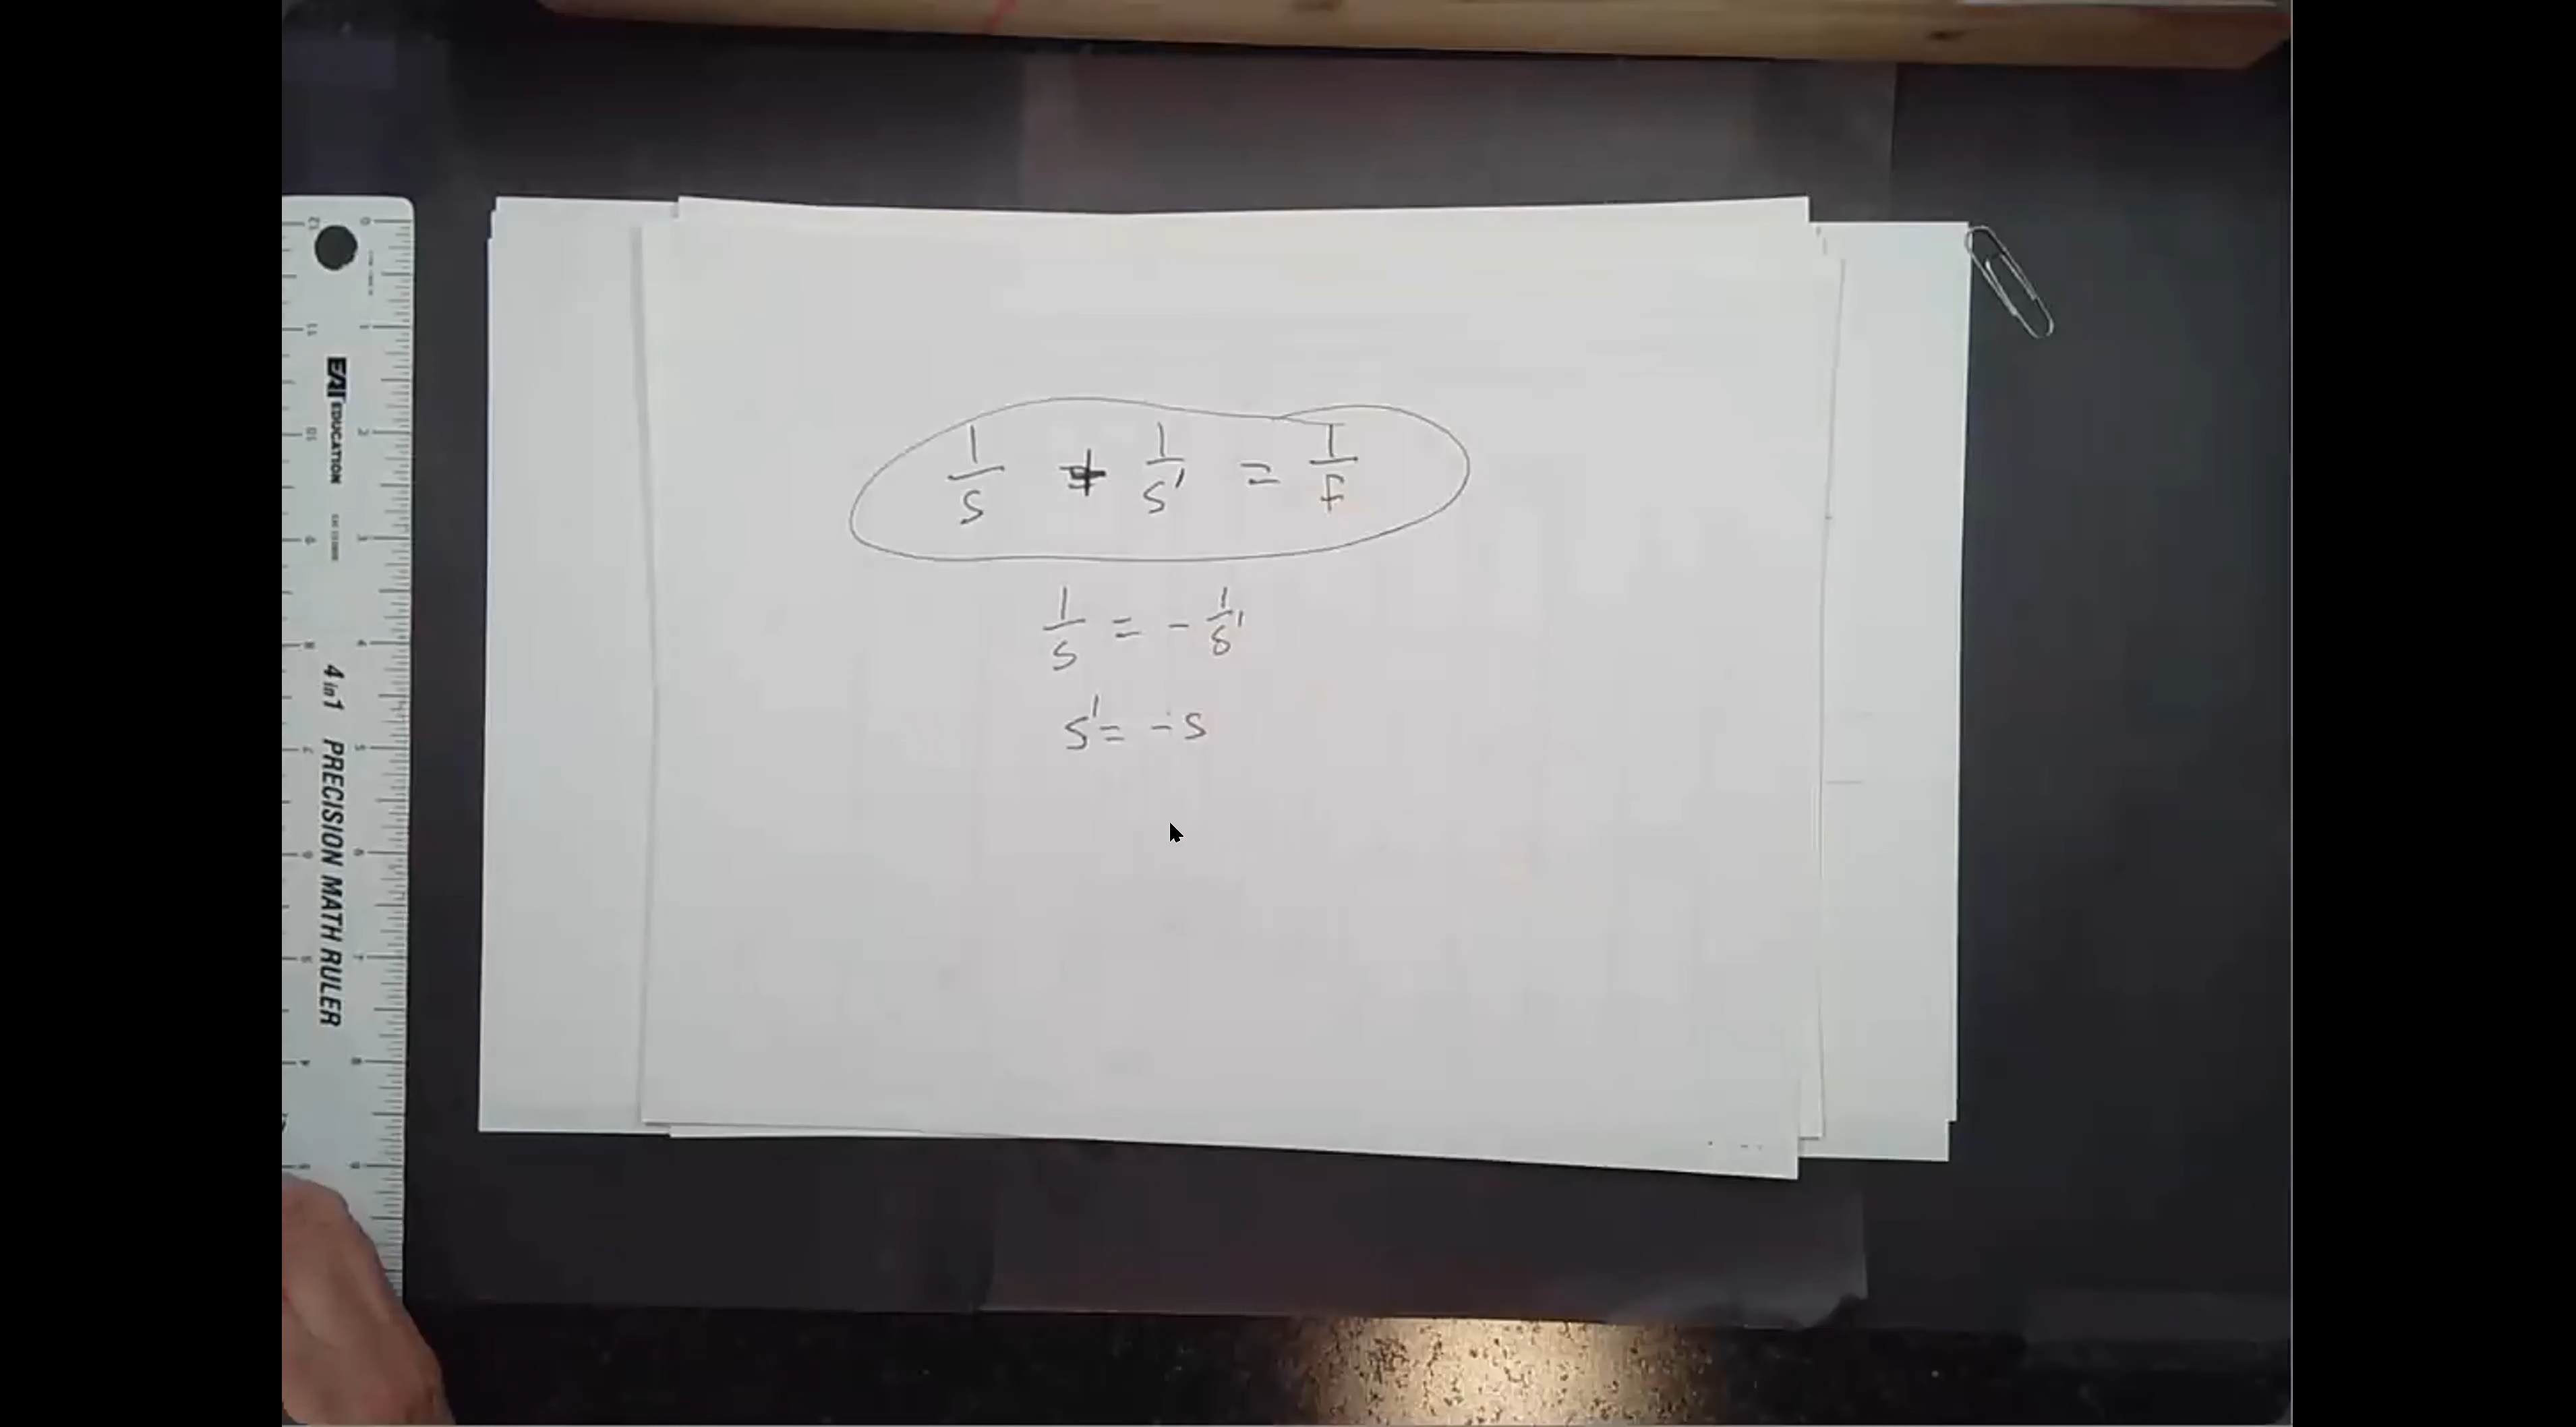 1/s + 1/s' = 1/f
1/s = - 1/s'
s' = - s
EAI EDUCATION
4 in 1 PRECISION MATH RULER